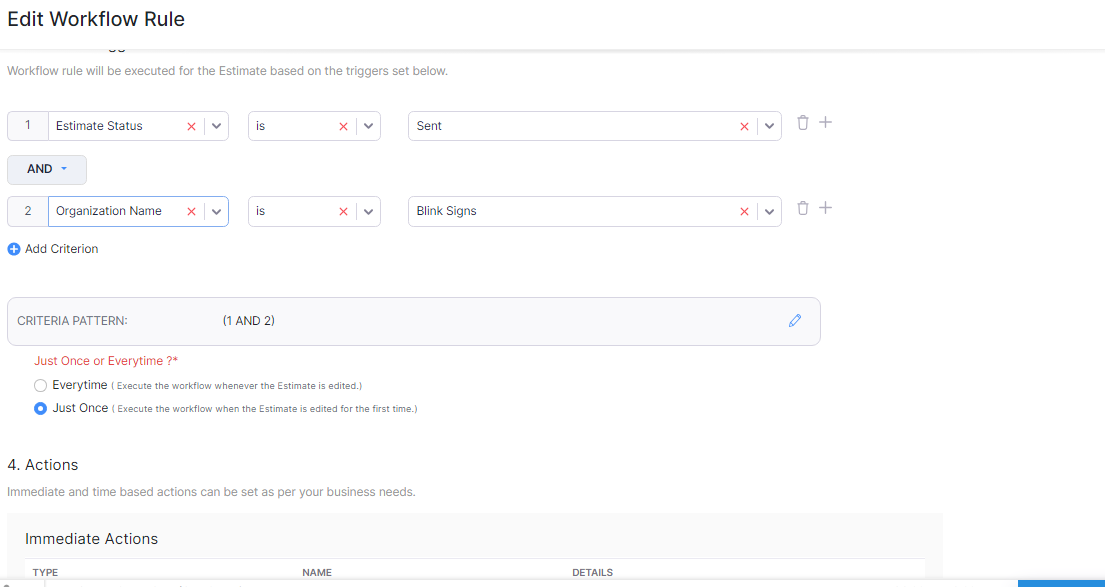 Edit Workflow Rule
Workflow rule will be executed for the Estimate based on the triggers set below.
1 Estimate Status is Sent
AND
2 Organization Name is Blink Signs
Add Criterion
CRITERIA PATTERN: (1 AND 2)
Just Once or Everytime ?*
Everytime ( Execute the workflow whenever the Estimate is edited.)
Just Once ( Execute the workflow when the Estimate is edited for the first time.)
4. Actions
Immediate and time based actions can be set as per your business needs.
Immediate Actions
TYPE NAME DETAILS